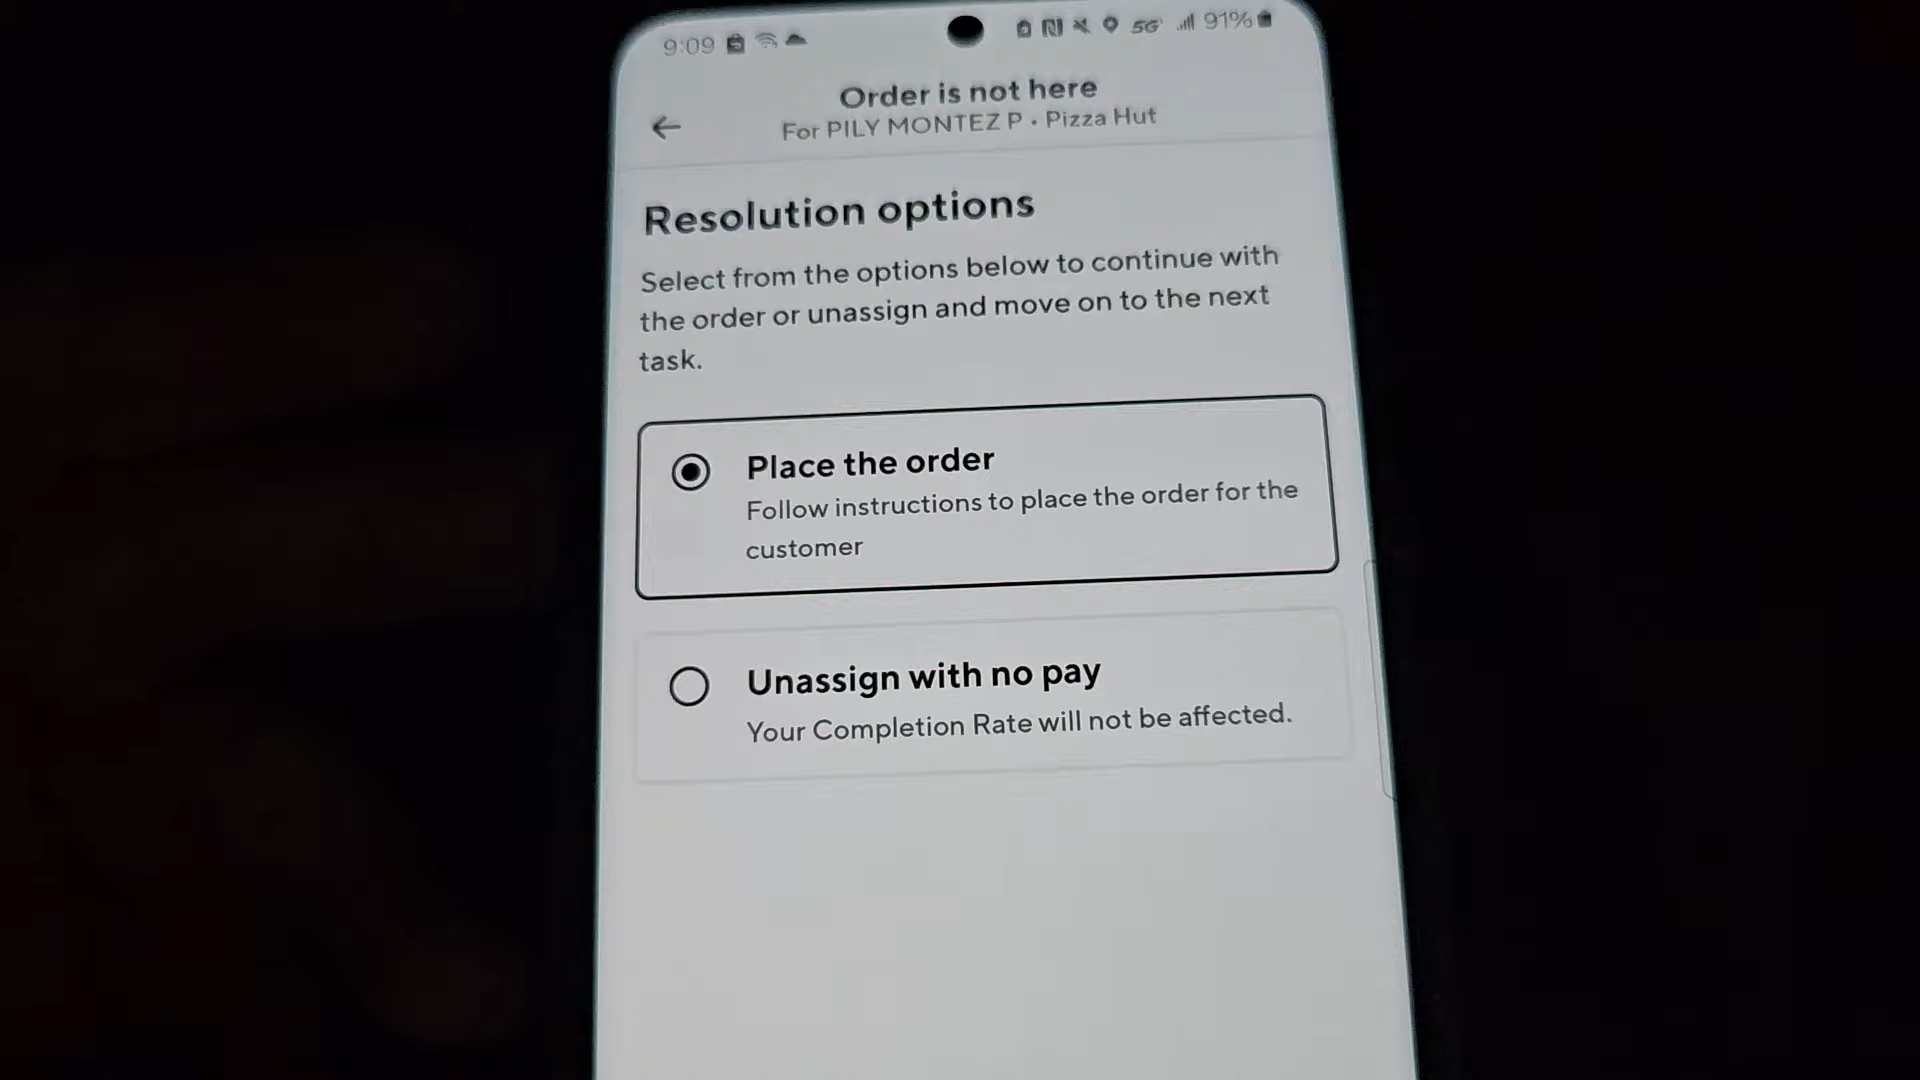 9:09 5G 91%
Order is not here
For PILY MONTEZ P • Pizza Hut
Resolution options
Select from the options below to continue with
the order or unassign and move on to the next
task.
Place the order
Follow instructions to place the order for the
customer
Unassign with no pay
Your Completion Rate will not be affected.